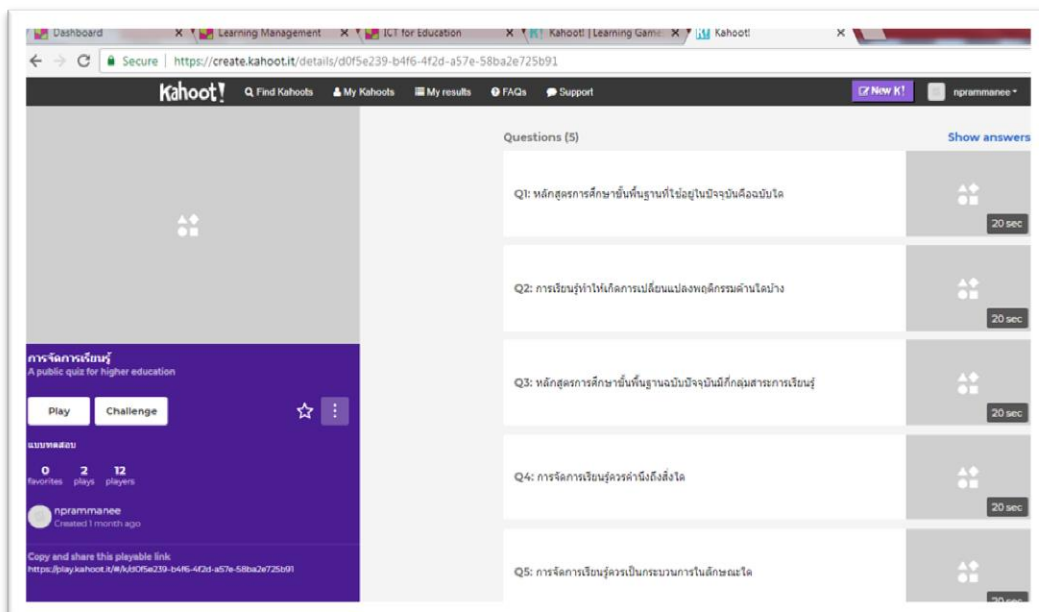 Dashboard
Learning Management
ICT for Education
Kahoot! | Learning Game
Kahoot!
Secure | https://create.kahoot.it/details/d0f5e239-b4f6-4f2d-a57e-58ba2e725b91
Kahoot! Find Kahoots My Kahoots My results FAQs Support New K! nprammanee
Questions (5) Show answers
Q1: หลักสูตรการศึกษาขั้นพื้นฐานที่ใช้อยู่ในปัจจุบันคือฉบับใด
20 sec
Q2: การเรียนรู้ทำให้เกิดการเปลี่ยนแปลงพฤติกรรมด้านใดบ้าง
20 sec
Q3: หลักสูตรการศึกษาขั้นพื้นฐานฉบับปัจจุบันมีกี่กลุ่มสาระการเรียนรู้
20 sec
Q4: การจัดการเรียนรู้ควรคำนึงถึงสิ่งใด
20 sec
Q5: การจัดการเรียนรู้ควรเป็นกระบวนการในลักษณะใด
20 sec
การจัดการเรียนรู้
A public quiz for higher education
Play Challenge
แบบทดสอบ
0 2 12
favorites plays players
nprammanee
Created 1 month ago
Copy and share this playable link
https://play.kahoot.it/#/k/d0f5e239-b4f6-4f2d-a57e-58ba2e725b91